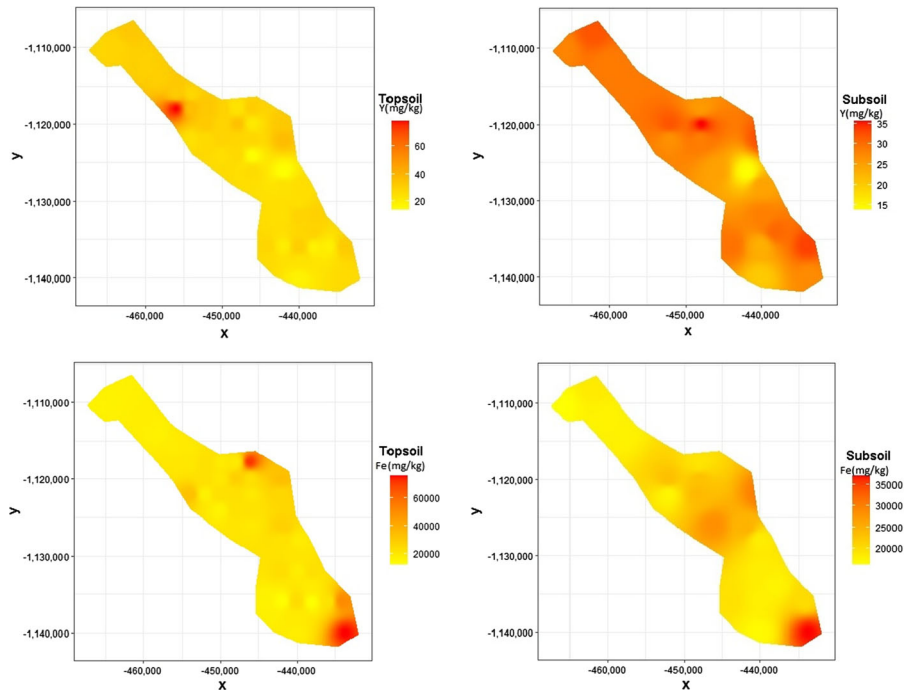 -1,110,000
-1,120,000
-1,130,000
-1,140,000
y
-460,000 -450,000 -440,000
X
Topsoil
Y(mg/kg)
60
40
20
-1,110,000
-1,120,000
-1,130,000
-1,140,000
y
-460,000 -450,000 -440,000
X
Subsoil
Y(mg/kg)
35
30
25
20
15
-1,110,000
-1,120,000
-1,130,000
-1,140,000
y
-460,000 -450,000 -440,000
X
Topsoil
Fe(mg/kg)
60000
40000
20000
-1,110,000
-1,120,000
-1,130,000
-1,140,000
y
-460,000 -450,000 -440,000
X
Subsoil
Fe(mg/kg)
35000
30000
25000
20000